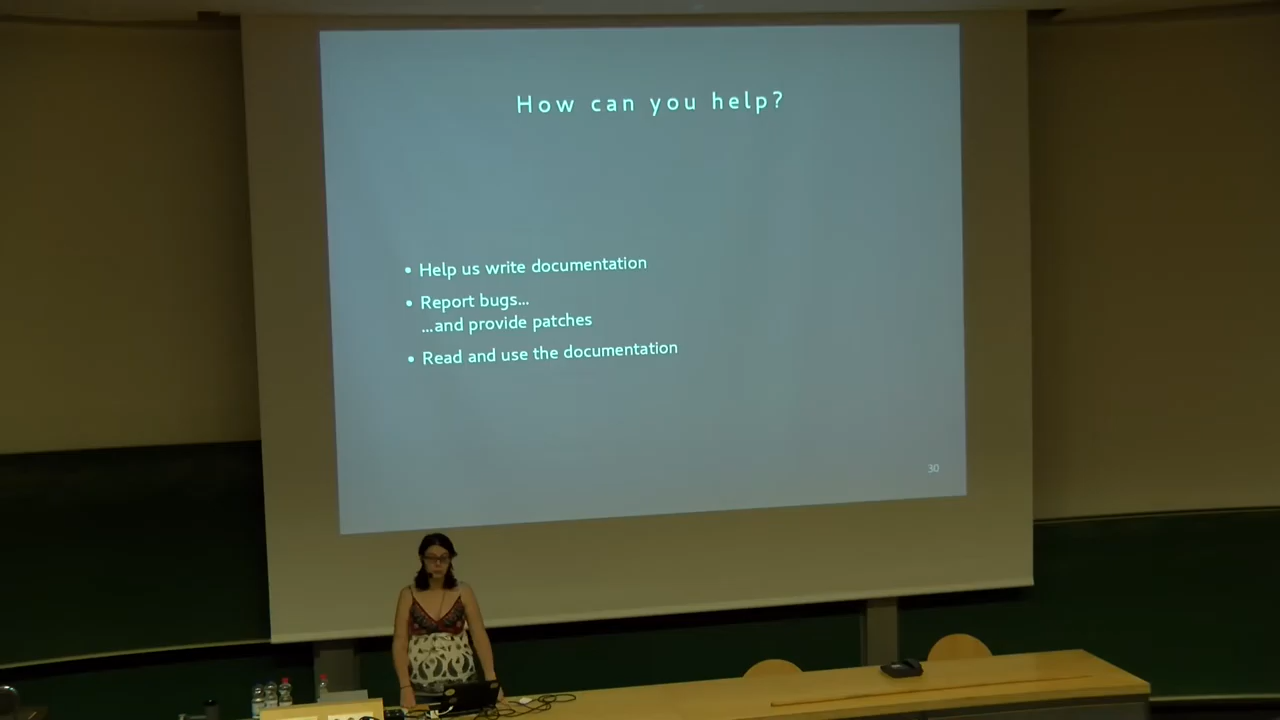 How can you help?
• Help us write documentation
• Report bugs...
...and provide patches
• Read and use the documentation
30